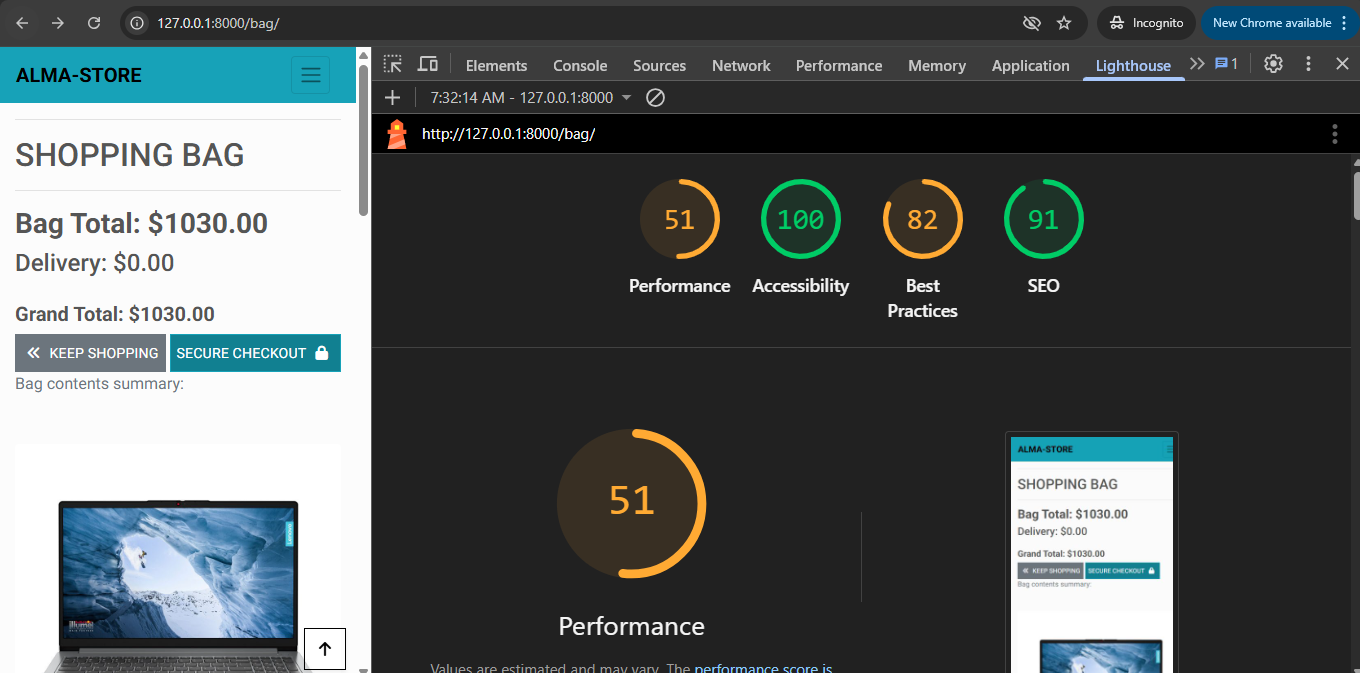 127.0.0.1:8000/bag/
Incognito
New Chrome available
ALMA-STORE
SHOPPING BAG
Bag Total: $1030.00
Delivery: $0.00
Grand Total: $1030.00
KEEP SHOPPING
SECURE CHECKOUT
Bag contents summary:
Lenovo
Elements Console Sources Network Performance Memory Application Lighthouse 1
7:32:14 AM - 127.0.0.1:8000
http://127.0.0.1:8000/bag/
51 100 82 91
Performance Accessibility Best Practices SEO
51
Performance
Values are estimated and may vary. The performance score is
ALMA-STORE
SHOPPING BAG
Bag Total: $1030.00
Delivery: $0.00
Grand Total: $1030.00
KEEP SHOPPING
SECURE CHECKOUT
Bag contents summary: